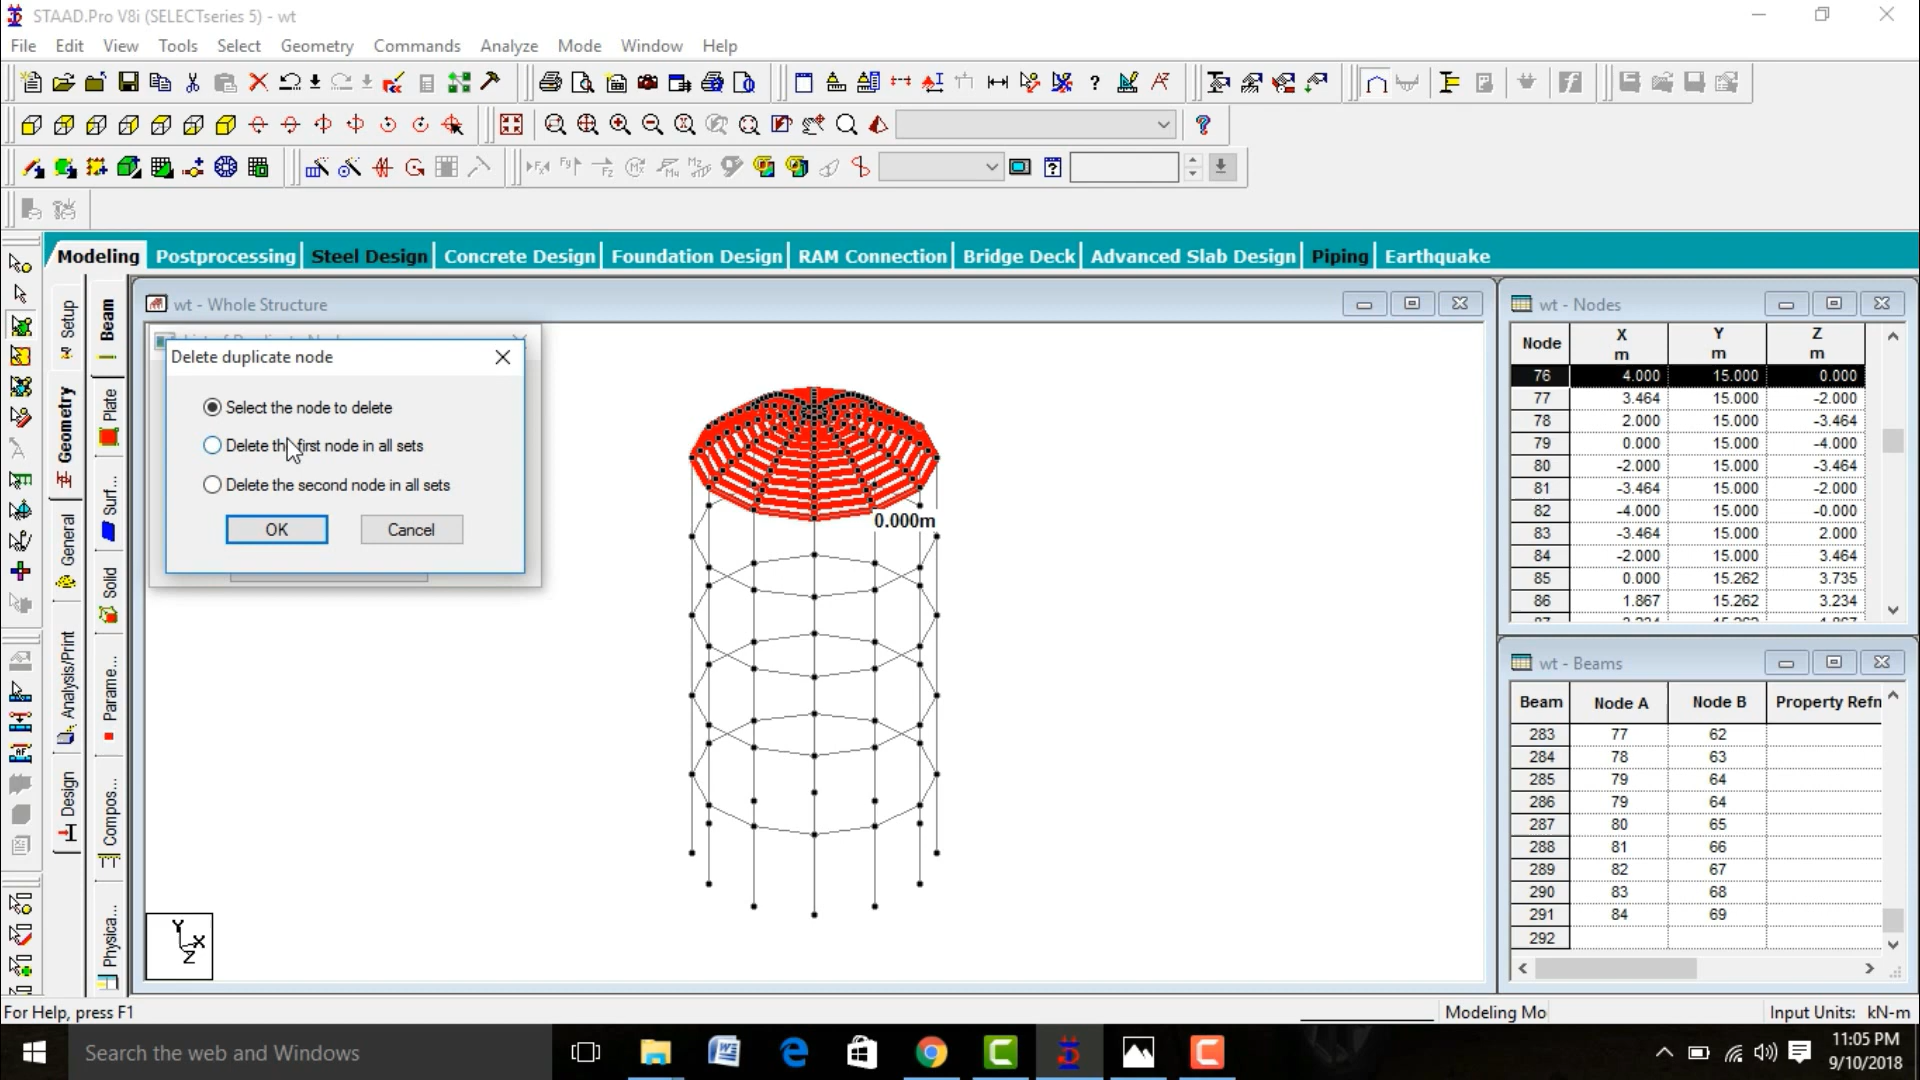 STAAD.Pro V8i (SELECTseries 5) - wt
File Edit View Tools Select Geometry Commands Analyze Mode Window Help
Modeling Postprocessing Steel Design Concrete Design Foundation Design RAM Connection Bridge Deck Advanced Slab Design Piping Earthquake
Setup
Geometry
General
Analysis/Print
Design
Beam
Plate
Surf...
Solid
Parame...
Compos...
Physica...
wt - Whole Structure
Delete duplicate node
Select the node to delete
Delete the first node in all sets
Delete the second node in all sets
OK Cancel
0.000m
Y
X
Z
wt - Nodes
Node X m Y m Z m
76 4.000 15.000 0.000
77 3.464 15.000 -2.000
78 2.000 15.000 -3.464
79 0.000 15.000 -4.000
80 -2.000 15.000 -3.464
81 -3.464 15.000 -2.000
82 -4.000 15.000 -0.000
83 -3.464 15.000 2.000
84 -2.000 15.000 3.464
85 0.000 15.262 3.735
86 1.867 15.262 3.234
wt - Beams
Beam Node A Node B Property Refn
283 77 62
284 78 63
285 79 64
286 79 64
287 80 65
288 81 66
289 82 67
290 83 68
291 84 69
292
For Help, press F1
Modeling Mo
Input Units: kN-m
Search the web and Windows
11:05 PM
9/10/2018